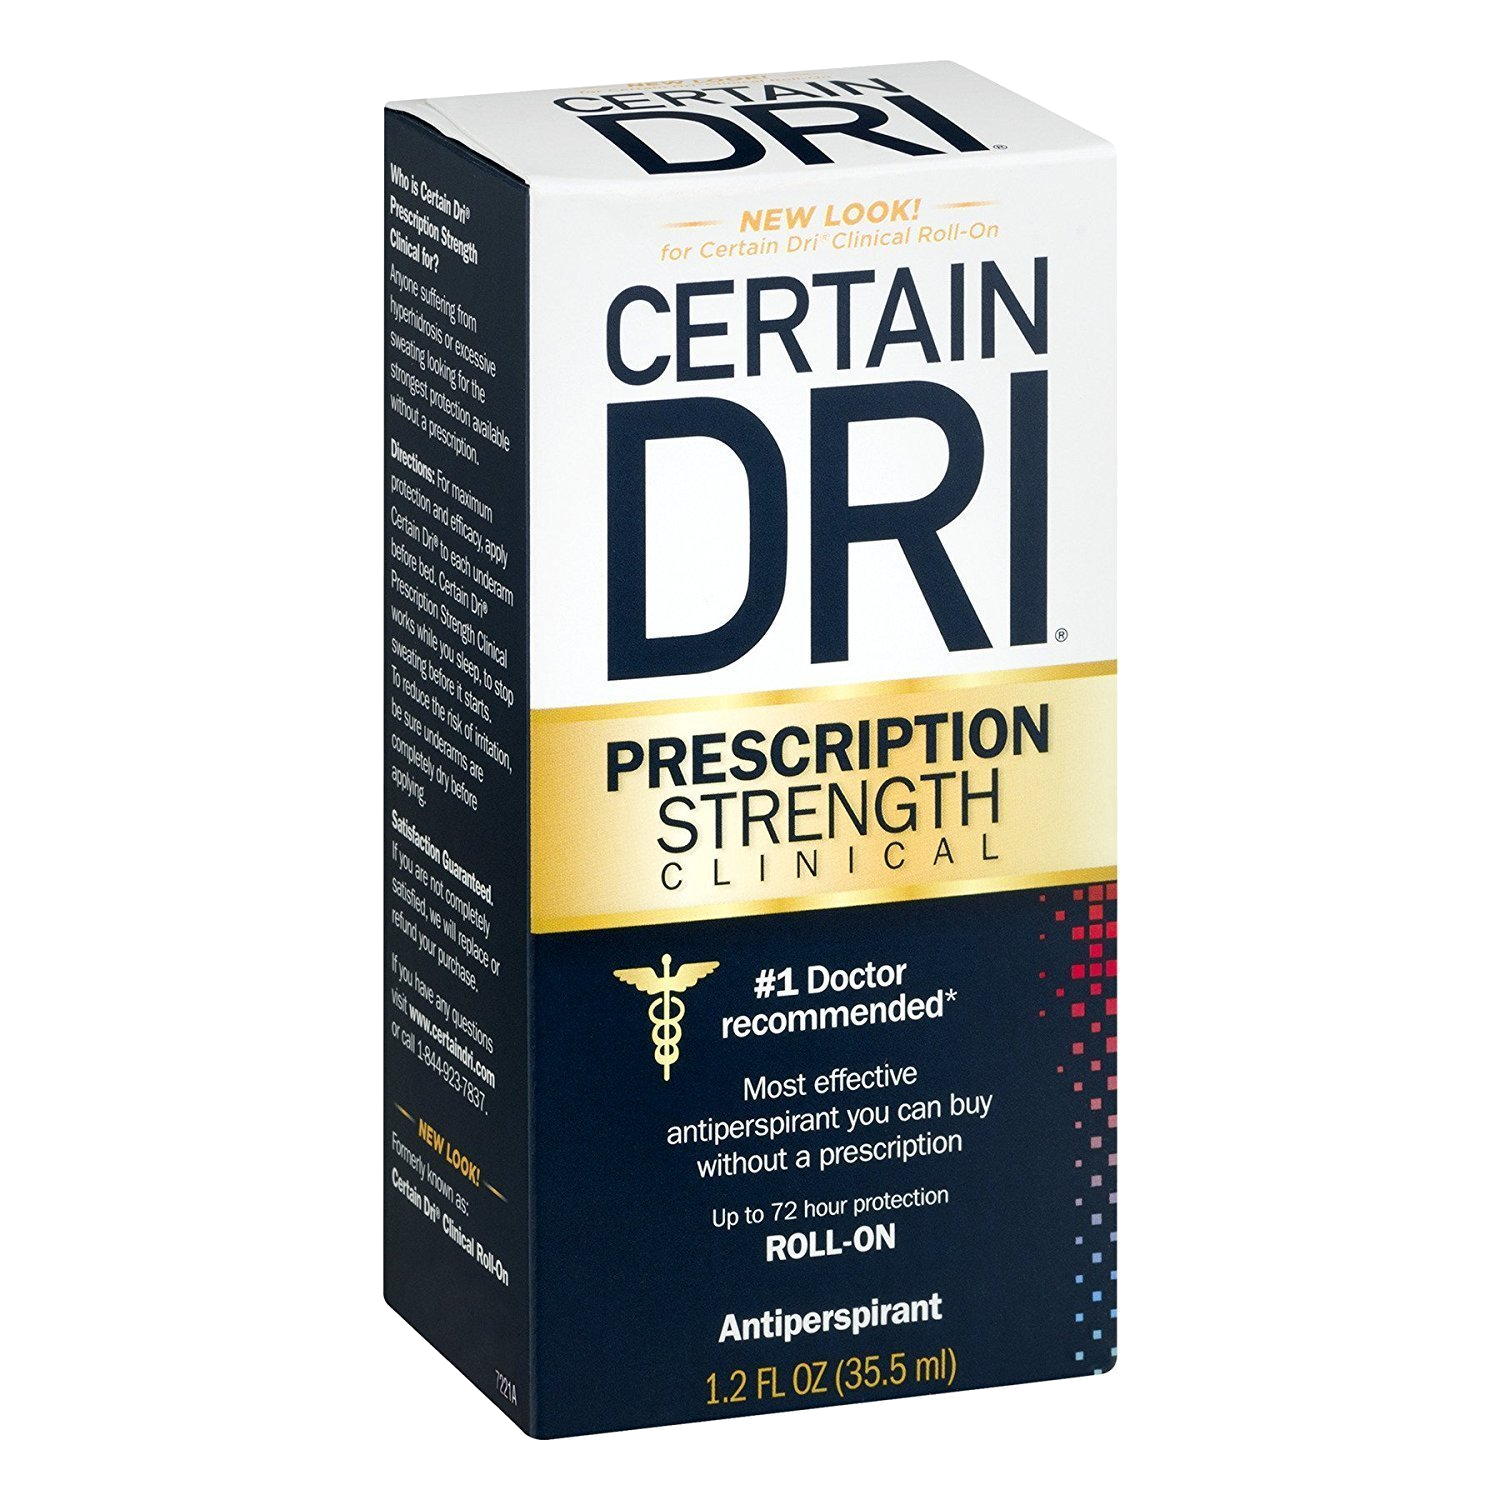 NEW LOOK!
for Certain Dri® Clinical Roll-On
CERTAIN
DRI®
NEW LOOK!
for Certain Dri® Clinical Roll-On
CERTAIN
DRI®
PRESCRIPTION
STRENGTH
CLINICAL
#1 Doctor
recommended*
Most effective
antiperspirant you can buy
without a prescription
Up to 72 hour protection
ROLL-ON
Antiperspirant
1.2 FL OZ (35.5 ml)
Who is Certain Dri®
Prescription Strength
Clinical for?
Anyone suffering from
hyperhidrosis or excessive
sweating looking for the
strongest protection available
without a prescription.
Directions: For maximum
protection and efficacy, apply
Certain Dri® to each underarm
before bed. Certain Dri®
Prescription Strength Clinical
works while you sleep, to stop
sweating before it starts.
To reduce the risk of irritation,
be sure underarms are
completely dry before
applying.
Satisfaction Guaranteed.
If you are not completely
satisfied, we will replace or
refund your purchase.
If you have any questions
visit www.certaindri.com
or call 1-844-923-7837.
NEW LOOK!
Formerly known as:
Certain Dri® Clinical Roll-On
7221A